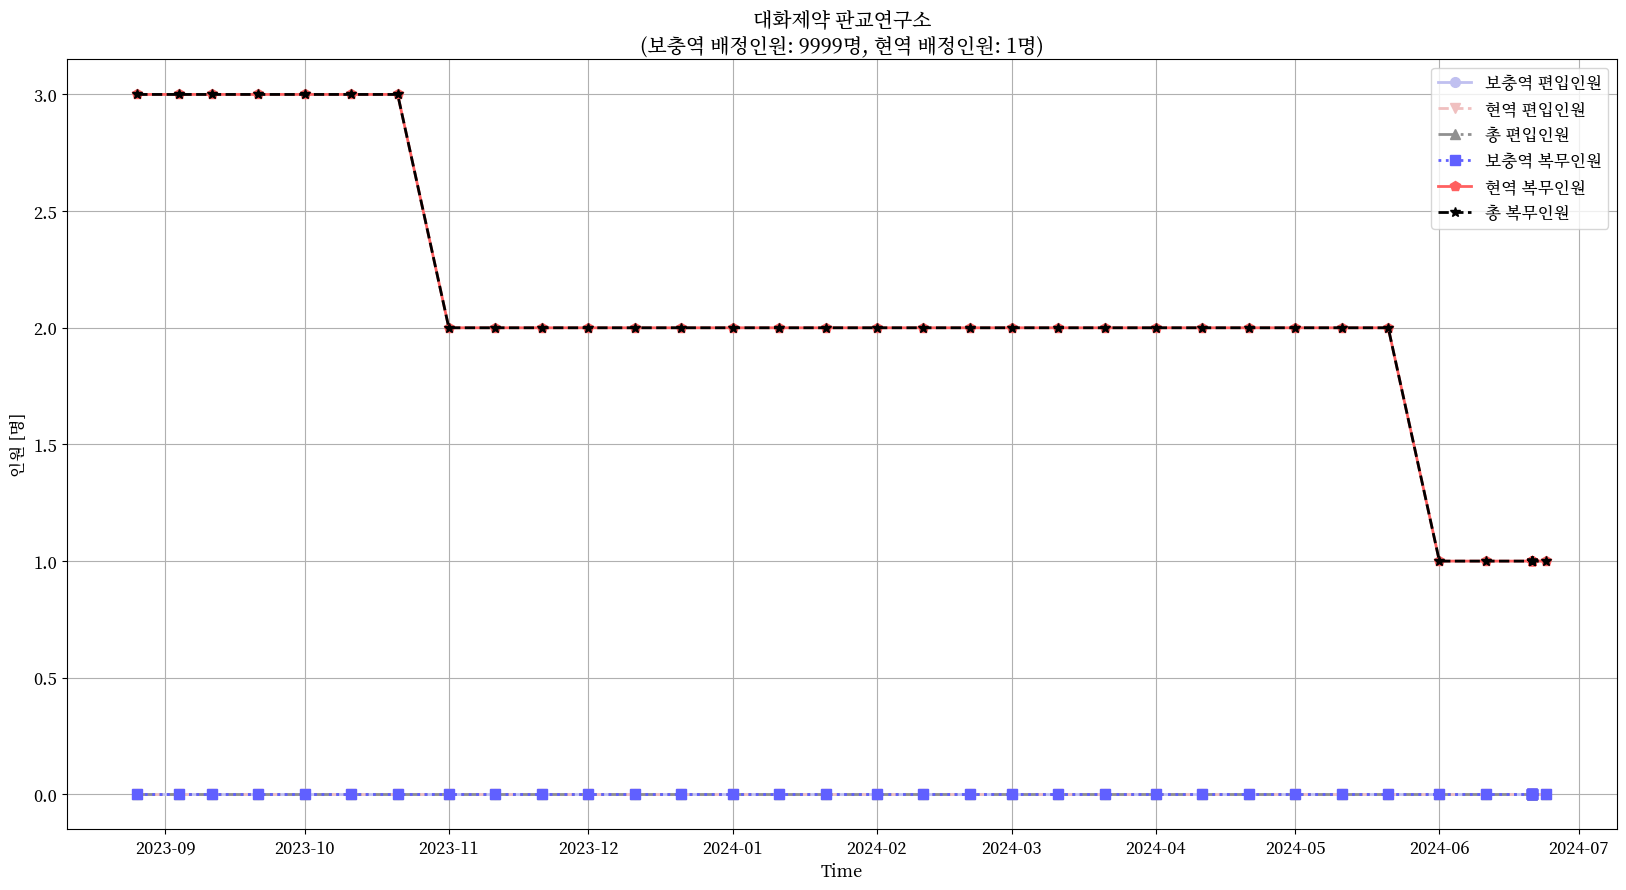 대화제약 판교연구소
(보충역 배정인원: 9999명, 현역 배정인원: 1명)
보충역 편입인원
현역 편입인원
총 편입인원
보충역 복무인원
현역 복무인원
총 복무인원
인원 [명]
3.0
2.5
2.0
1.5
1.0
0.5
0.0
2023-09
2023-10
2023-11
2023-12
2024-01
2024-02
2024-03
2024-04
2024-05
2024-06
2024-07
Time